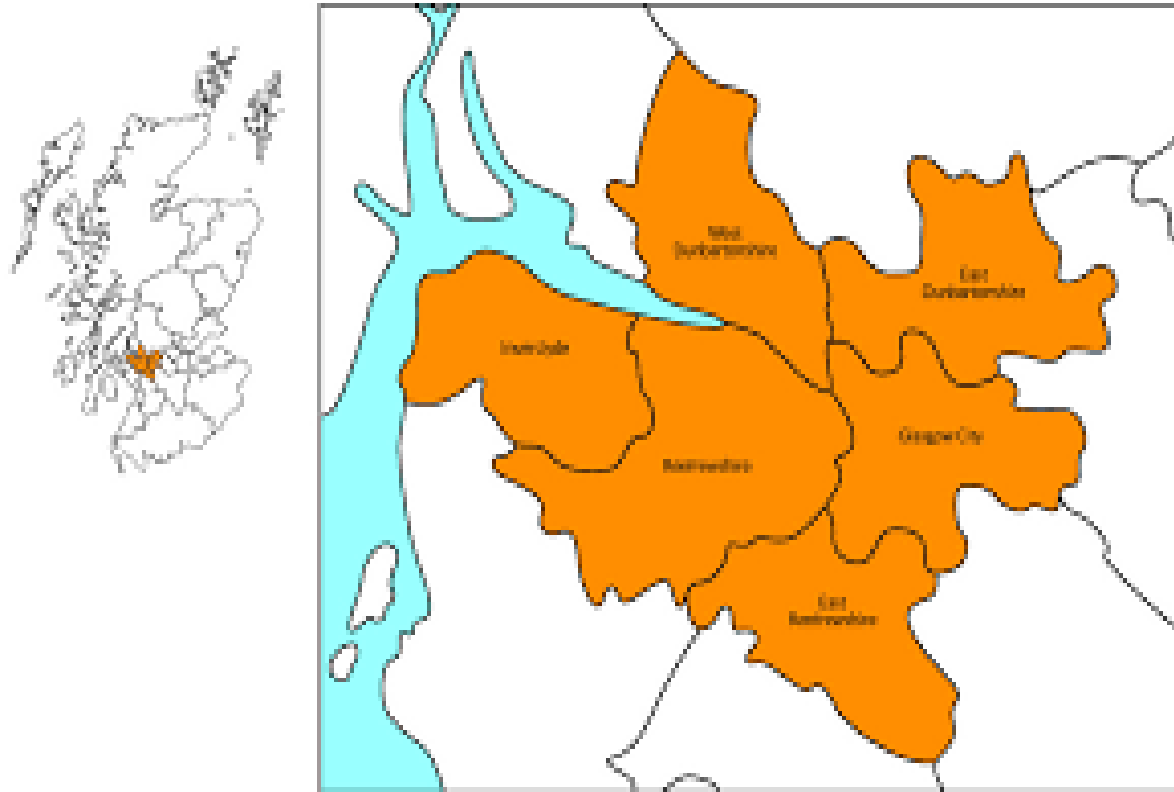 West
Dunbartonshire
East
Dunbartonshire
Inverclyde
Glasgow City
Renfrewshire
East
Renfrewshire